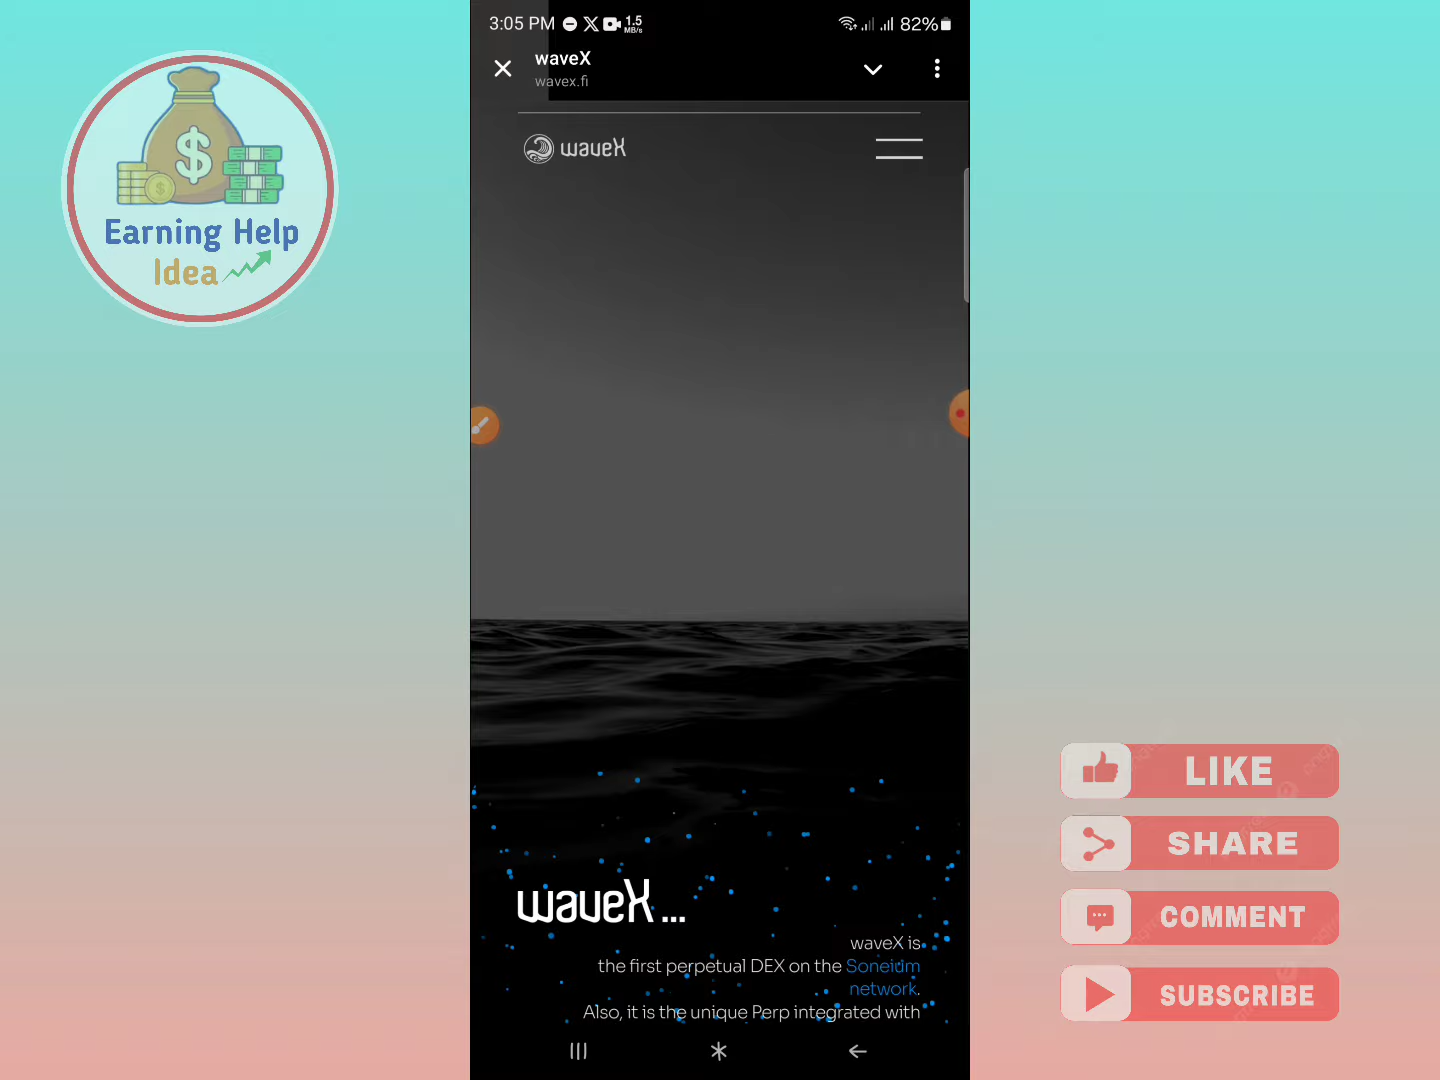 3:05 PM
1.5
MB/s
82%
waveX
wavex.fi
waveX
Earning Help
Idea
waveX...
waveX is
the first perpetual DEX on the Soneium
network.
Also, it is the unique Perp integrated with
LIKE
SHARE
COMMENT
SUBSCRIBE